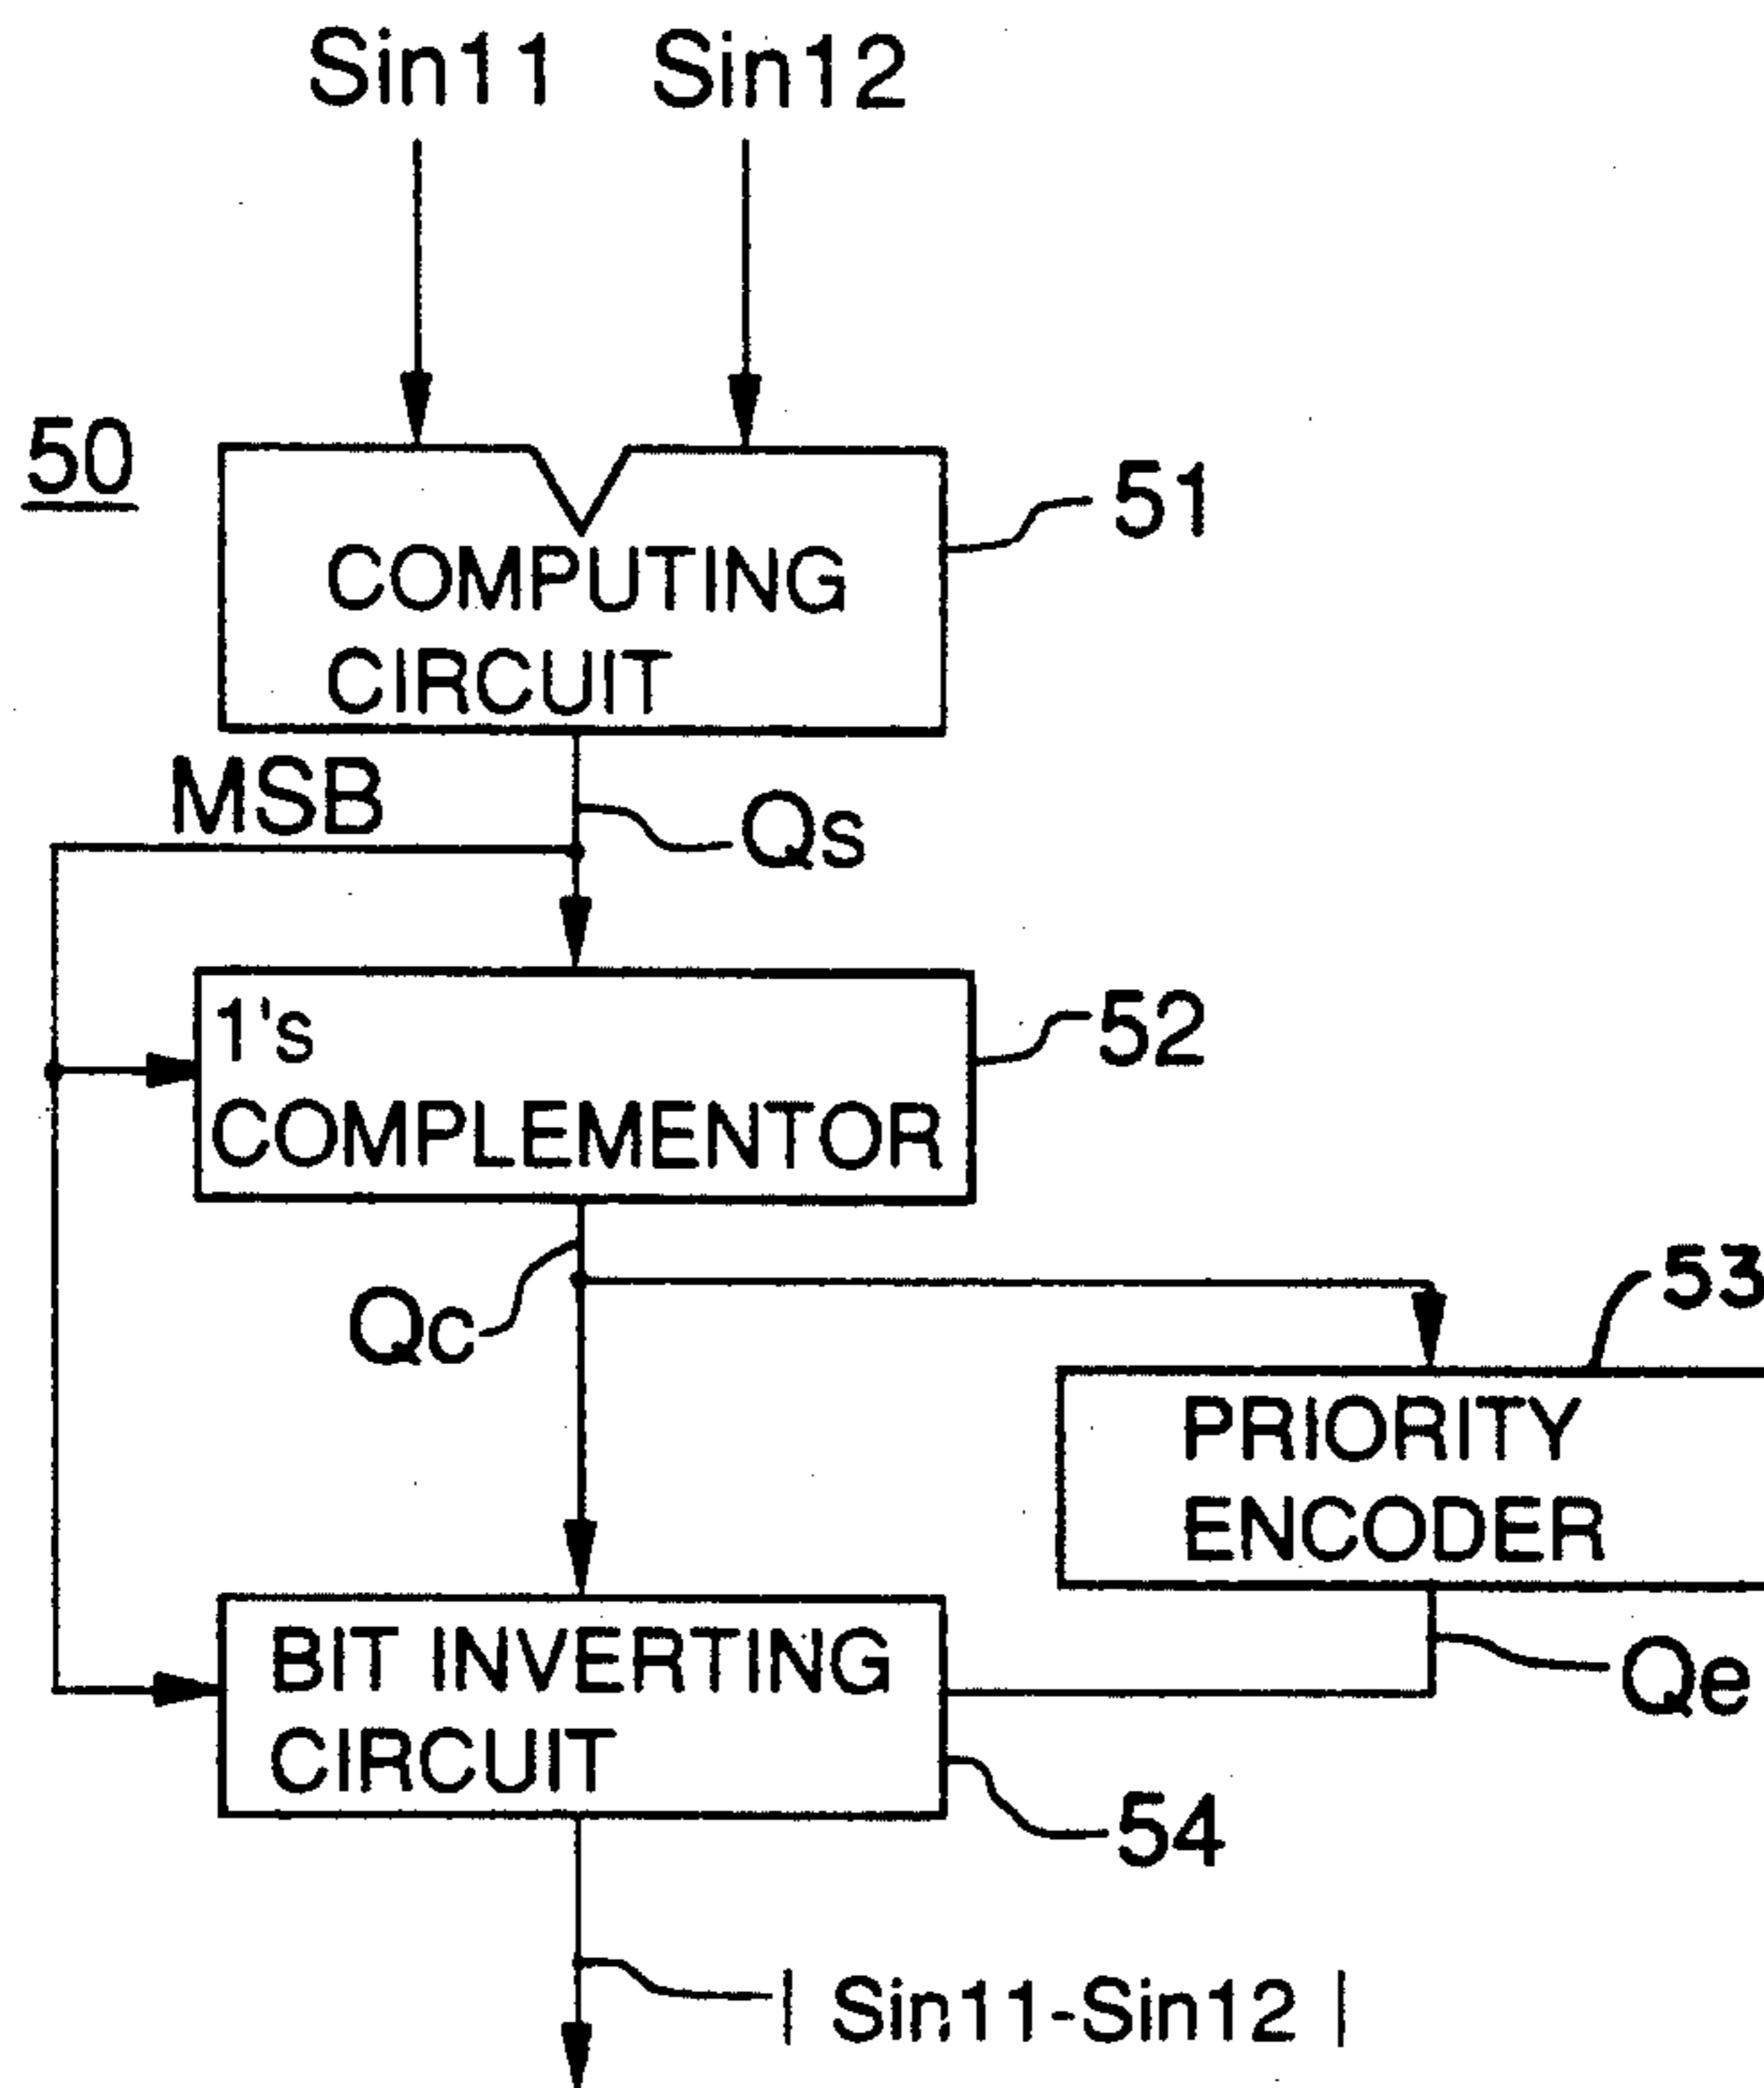 Sin11 Sin12
50
51
COMPUTING
CIRCUIT
MSB
Qs
1's
52
COMPLEMENTOR
Qc
53
PRIORITY
ENCODER
BIT INVERTING
CIRCUIT
Qe
54
| Sin11-Sin12 |